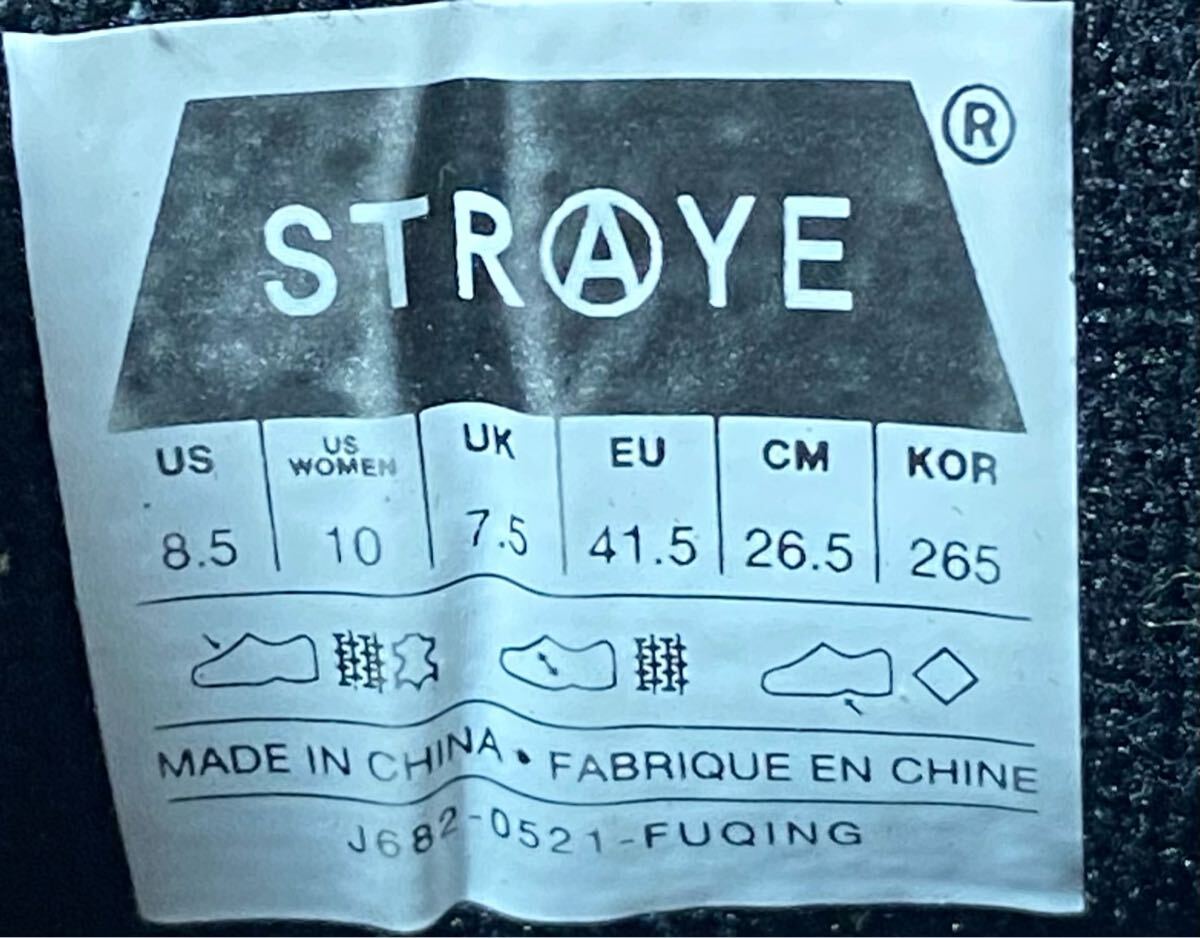 STRAYE ®
US US WOMEN UK EU CM KOR
8.5 10 7.5 41.5 26.5 265
MADE IN CHINA • FABRIQUE EN CHINE
J682-0521-FUQING